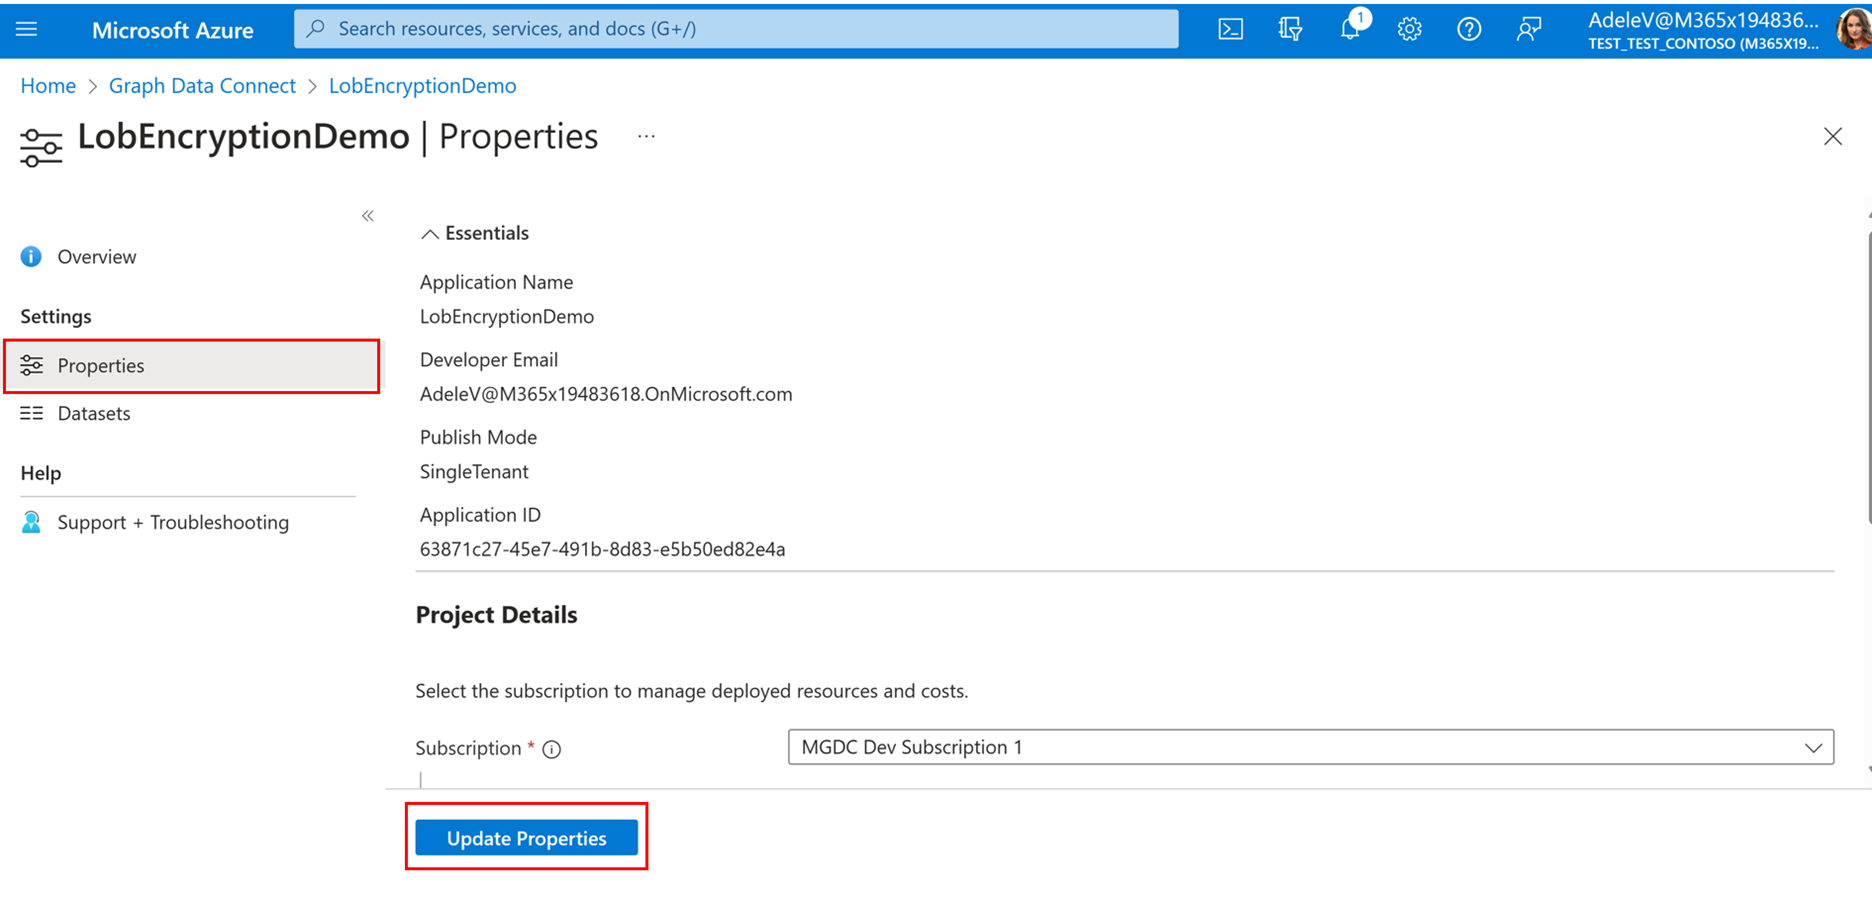 Microsoft Azure
Search resources, services, and docs (G+/)
1
AdeleV@M365x194836...
TEST_TEST_CONTOSO (M365X19...
Home > Graph Data Connect > LobEncryptionDemo
LobEncryptionDemo | Properties ...
«
Overview
Settings
Properties
Datasets
Help
Support + Troubleshooting
Essentials
Application Name
LobEncryptionDemo
Developer Email
AdeleV@M365x19483618.OnMicrosoft.com
Publish Mode
SingleTenant
Application ID
63871c27-45e7-491b-8d83-e5b50ed82e4a
Project Details
Select the subscription to manage deployed resources and costs.
Subscription *
MGDC Dev Subscription 1
Update Properties